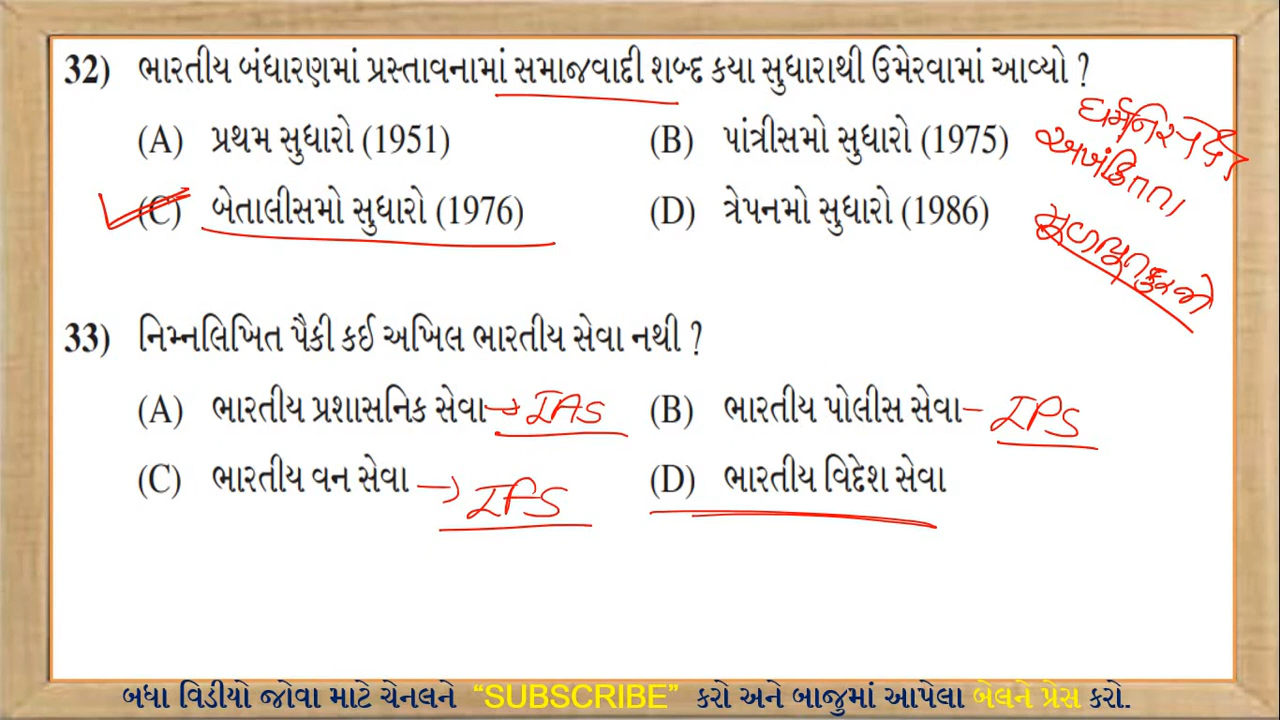 32) ભારતીય બંધારણમાં પ્રસ્તાવનામાં સમાજવાદી શબ્દ કયા સુધારાથી ઉમેરવામાં આવ્યો ?
(A) પ્રથમ સુધારો (1951) (B) પાંત્રીસમો સુધારો (1975)
(C) બેતાલીસમો સુધારો (1976) (D) ત્રેપનમો સુધારો (1986)
ધર્મનિરપેક્ષ
અખંડિતતા
મૂળભૂત ફરજો
33) નિમ્નલિખિત પૈકી કઈ અખિલ ભારતીય સેવા નથી ?
(A) ભારતીય પ્રશાસનિક સેવા → IAS (B) ભારતીય પોલીસ સેવા – IPS
(C) ભારતીય વન સેવા → IFS (D) ભારતીય વિદેશ સેવા
બધા વિડીયો જોવા માટે ચેનલને “SUBSCRIBE” કરો અને બાજુમાં આપેલા બેલને પ્રેસ કરો.